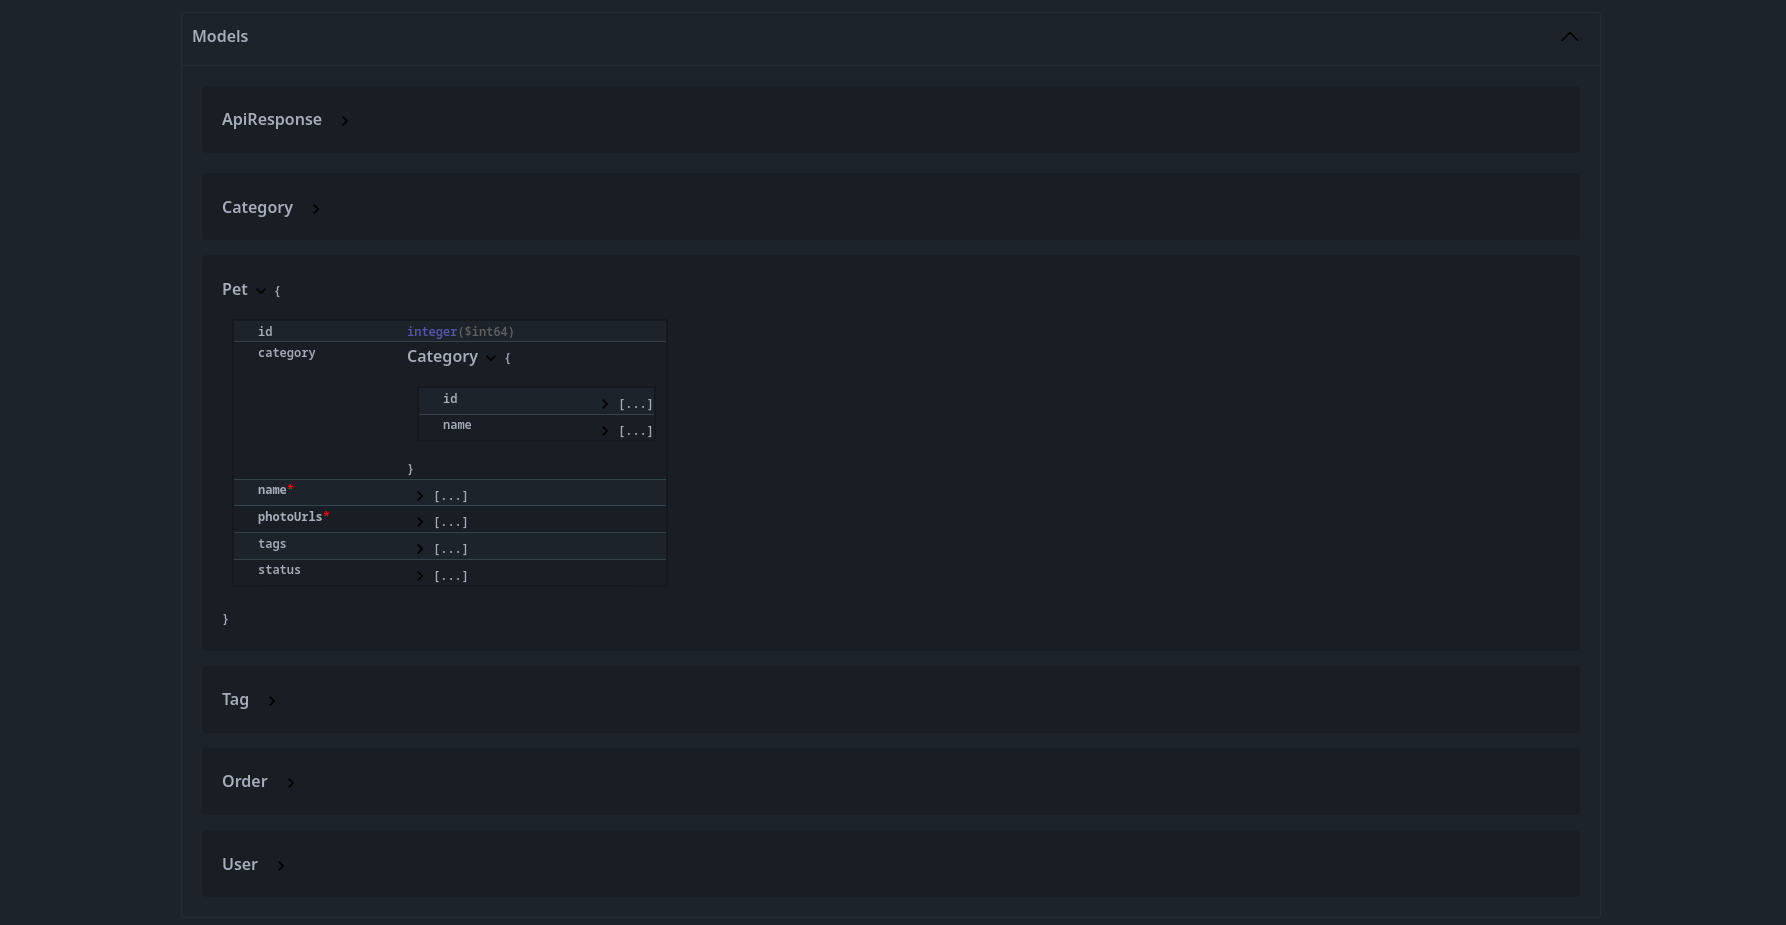 Models
ApiResponse
Category
Pet {
id integer($int64)
category Category {
id [...]
name [...]
}
name* [...]
photoUrls* [...]
tags [...]
status [...]
}
Tag
Order
User